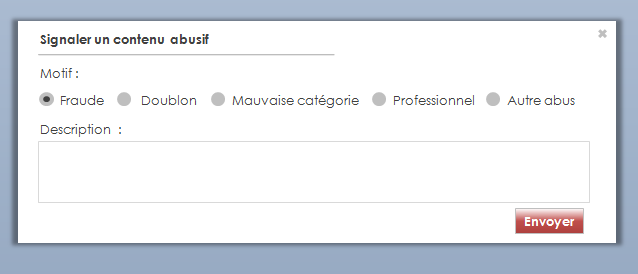 Signaler un contenu abusif
Motif :
Fraude Doublon Mauvaise catégorie Professionnel Autre abus
Description :
Envoyer